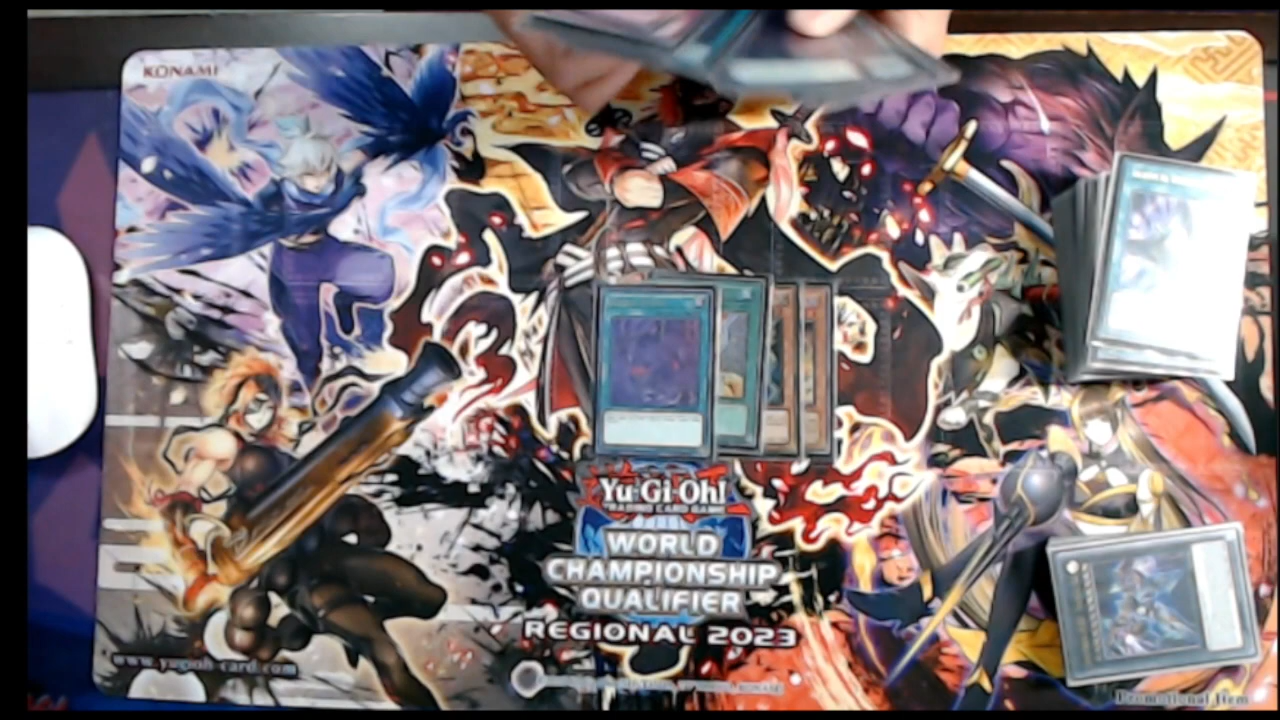 KONAMI
Yu-Gi-Oh!
TRADING CARD GAME
WORLD
CHAMPIONSHIP
QUALIFIER
REGIONAL 2023
www.yugioh-card.com
Promotional Item